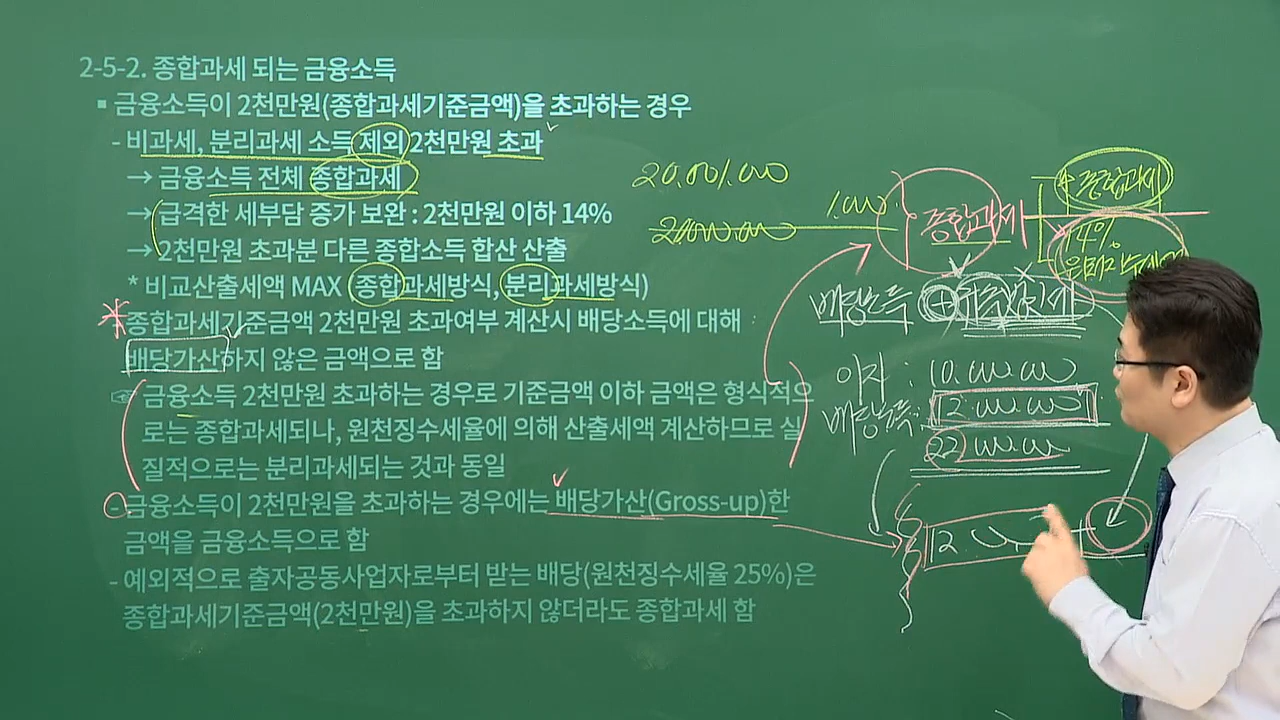 2-5-2. 종합과세 되는 금융소득
▪ 금융소득이 2천만원(종합과세기준금액)을 초과하는 경우
- 비과세, 분리과세 소득 제외 2천만원 초과
→ 금융소득 전체 종합과세
→ 급격한 세부담 증가 보완 : 2천만원 이하 14%
→ 2천만원 초과분 다른 종합소득 합산 산출
* 비교산출세액 MAX (종합과세방식, 분리과세방식)
종합과세기준금액 2천만원 초과여부 계산시 배당소득에 대해
배당가산하지 않은 금액으로 함
☞ 금융소득 2천만원 초과하는 경우로 기준금액 이하 금액은 형식적으
로는 종합과세되나, 원천징수세율에 의해 산출세액 계산하므로 실
질적으로는 분리과세되는 것과 동일
- 금융소득이 2천만원을 초과하는 경우에는 배당가산(Gross-up)한
금액을 금융소득으로 함
- 예외적으로 출자공동사업자로부터 받는 배당(원천징수세율 25%)은
종합과세기준금액(2천만원)을 초과하지 않더라도 종합과세 함
20.001.000
20.000.000
1.000
종합과세
종합과세
14%
배당소득 +
이자 : 10.000.000
배당소득 : 12.000.000
22.000.000
12.